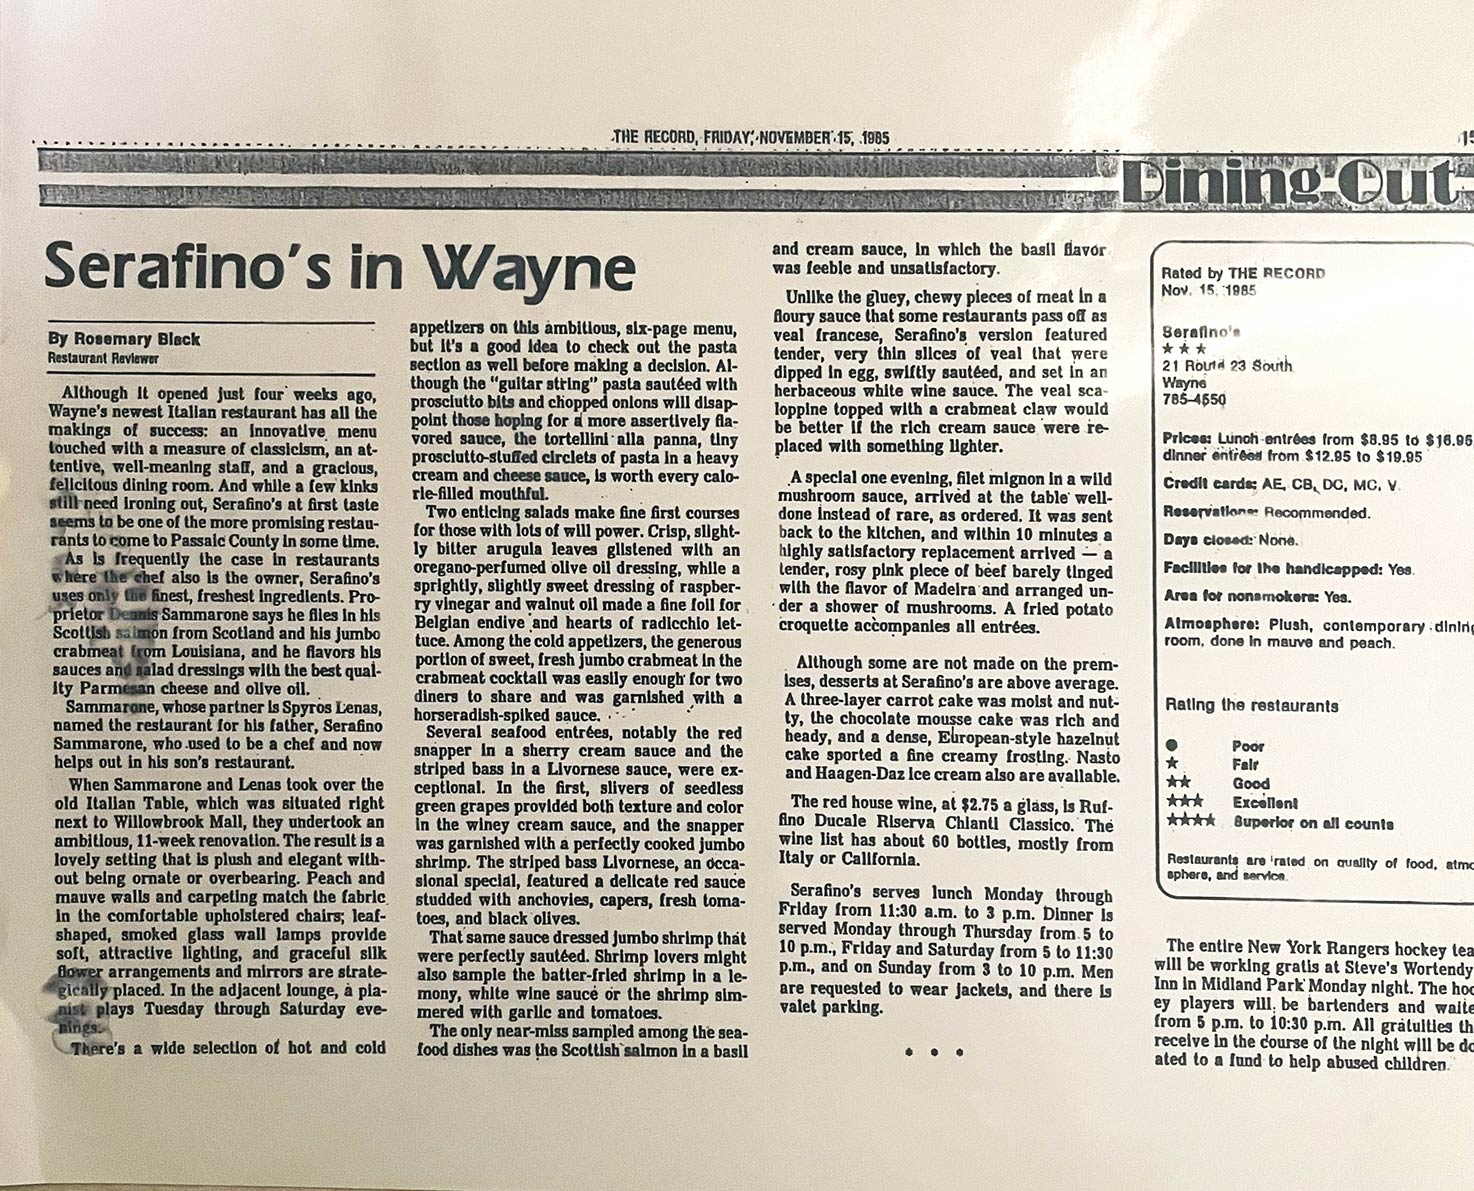 THE RECORD, FRIDAY, NOVEMBER 15, 1985
Dining Out
Serafino's in Wayne
By Rosemary Black
Restaurant Reviewer
Although it opened just four weeks ago,
Wayne's newest Italian restaurant has all the
makings of success: an innovative menu
touched with a measure of classicism, an at-
tentive, well-meaning staff, and a gracious,
felicitous dining room. And while a few kinks
still need ironing out, Serafino's at first taste
seems to be one of the more promising restau-
rants to come to Passaic County in some time.
As is frequently the case in restaurants
where the chef also is the owner, Serafino's
uses only the finest, freshest ingredients. Pro-
prietor Dennis Sammarone says he flies in his
Scottish salmon from Scotland and his jumbo
crabmeat from Louisiana, and he flavors his
sauces and salad dressings with the best qual-
ity Parmesan cheese and olive oil.
Sammarone, whose partner is Spyros Lenas,
named the restaurant for his father, Serafino
Sammarone, who used to be a chef and now
helps out in his son's restaurant.
When Sammarone and Lenas took over the
old Italian Table, which was situated right
next to Willowbrook Mall, they undertook an
ambitious, 11-week renovation. The result is a
lovely setting that is plush and elegant with-
out being ornate or overbearing. Peach and
mauve walls and carpeting match the fabric
in the comfortable upholstered chairs; leaf-
shaped, smoked glass wall lamps provide
soft, attractive lighting, and graceful silk
flower arrangements and mirrors are strate-
gically placed. In the adjacent lounge, a pia-
nist plays Tuesday through Saturday eve-
nings.
There's a wide selection of hot and cold
appetizers on this ambitious, six-page menu,
but it's a good idea to check out the pasta
section as well before making a decision. Al-
though the "guitar string" pasta sautéed with
prosciutto bits and chopped onions will disap-
point those hoping for a more assertively fla-
vored sauce, the tortellini alla panna, tiny
prosciutto-stuffed circlets of pasta in a heavy
cream and cheese sauce, is worth every calo-
rie-filled mouthful.
Two enticing salads make fine first courses
for those with lots of will power. Crisp, slight-
ly bitter arugula leaves glistened with an
oregano-perfumed olive oil dressing, while a
sprightly, slightly sweet dressing of raspber-
ry vinegar and walnut oil made a fine foil for
Belgian endive and hearts of radicchio let-
tuce. Among the cold appetizers, the generous
portion of sweet, fresh jumbo crabmeat in the
crabmeat cocktail was easily enough for two
diners to share and was garnished with a
horseradish-spiked sauce.
Several seafood entrées, notably the red
snapper in a sherry cream sauce and the
striped bass in a Livornese sauce, were ex-
ceptional. In the first, slivers of seedless
green grapes provided both texture and color
in the winey cream sauce, and the snapper
was garnished with a perfectly cooked jumbo
shrimp. The striped bass Livornese, an occa-
sional special, featured a delicate red sauce
studded with anchovies, capers, fresh toma-
toes, and black olives.
That same sauce dressed jumbo shrimp that
were perfectly sautéed. Shrimp lovers might
also sample the batter-fried shrimp in a le-
mony, white wine sauce or the shrimp sim-
mered with garlic and tomatoes.
The only near-miss sampled among the sea-
food dishes was the Scottish salmon in a basil
and cream sauce, in which the basil flavor
was feeble and unsatisfactory.
Unlike the gluey, chewy pieces of meat in a
floury sauce that some restaurants pass off as
veal francese, Serafino's version featured
tender, very thin slices of veal that were
dipped in egg, swiftly sautéed, and set in an
herbaceous white wine sauce. The veal sca-
loppine topped with a crabmeat claw would
be better if the rich cream sauce were re-
placed with something lighter.
A special one evening, filet mignon in a wild
mushroom sauce, arrived at the table well-
done instead of rare, as ordered. It was sent
back to the kitchen, and within 10 minutes a
highly satisfactory replacement arrived — a
tender, rosy pink piece of beef barely tinged
with the flavor of Madeira and arranged un-
der a shower of mushrooms. A fried potato
croquette accompanies all entrées.
Although some are not made on the prem-
ises, desserts at Serafino's are above average.
A three-layer carrot cake was moist and nut-
ty, the chocolate mousse cake was rich and
heady, and a dense, European-style hazelnut
cake sported a fine creamy frosting. Nasto
and Haagen-Daz ice cream also are available.
The red house wine, at $2.75 a glass, is Ruf-
fino Ducale Riserva Chianti Classico. The
wine list has about 60 bottles, mostly from
Italy or California.
Serafino's serves lunch Monday through
Friday from 11:30 a.m. to 3 p.m. Dinner is
served Monday through Thursday from 5 to
10 p.m., Friday and Saturday from 5 to 11:30
p.m., and on Sunday from 3 to 10 p.m. Men
are requested to wear jackets, and there is
valet parking.
• • •
Rated by THE RECORD
Nov. 15, 1985
Serafino's
★ ★ ★
21 Route 23 South
Wayne
785-4550
Prices: Lunch entrées from $8.95 to $16.95
dinner entrées from $12.95 to $19.95
Credit cards: AE, CB, DC, MC, V.
Reservations: Recommended.
Days closed: None.
Facilities for the handicapped: Yes.
Area for nonsmokers: Yes.
Atmosphere: Plush, contemporary dining
room, done in mauve and peach.
Rating the restaurants
● Poor
★ Fair
★★ Good
★★★ Excellent
★★★★ Superior on all counts
Restaurants are rated on quality of food, atmo
sphere, and service.
The entire New York Rangers hockey tea
will be working gratis at Steve's Wortendy
Inn in Midland Park Monday night. The hoc
ey players will be bartenders and waite
from 5 p.m. to 10:30 p.m. All gratuities th
receive in the course of the night will be do
ated to a fund to help abused children.